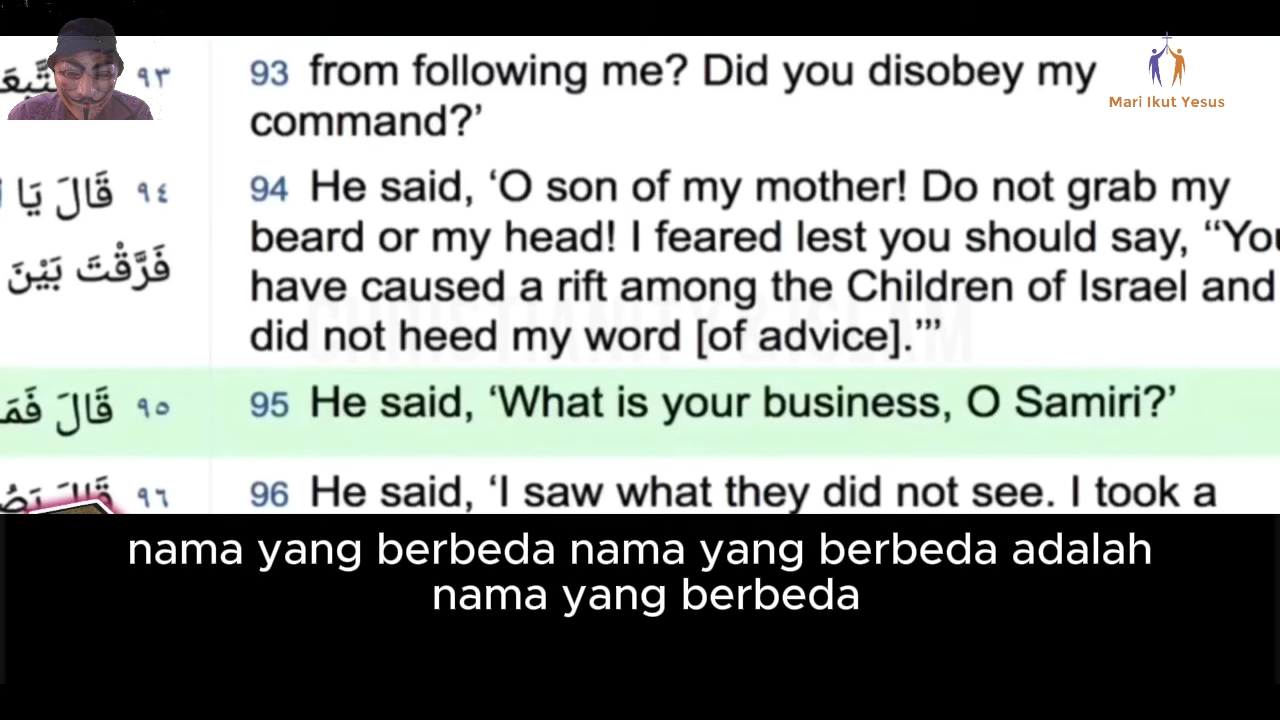 تَّبِعَ ٩٣
93 from following me? Did you disobey my
command?’
قَالَ يَا ٩٤
94 He said, ‘O son of my mother! Do not grab my
فَرَّقْتَ بَيْنَ
beard or my head! I feared lest you should say, “You
have caused a rift among the Children of Israel and
did not heed my word [of advice].”’
قَالَ فَمَ ٩٥
95 He said, ‘What is your business, O Samiri?’
قَالَ بَصُ ٩٦
96 He said, ‘I saw what they did not see. I took a
Mari Ikut Yesus
nama yang berbeda nama yang berbeda adalah
nama yang berbeda